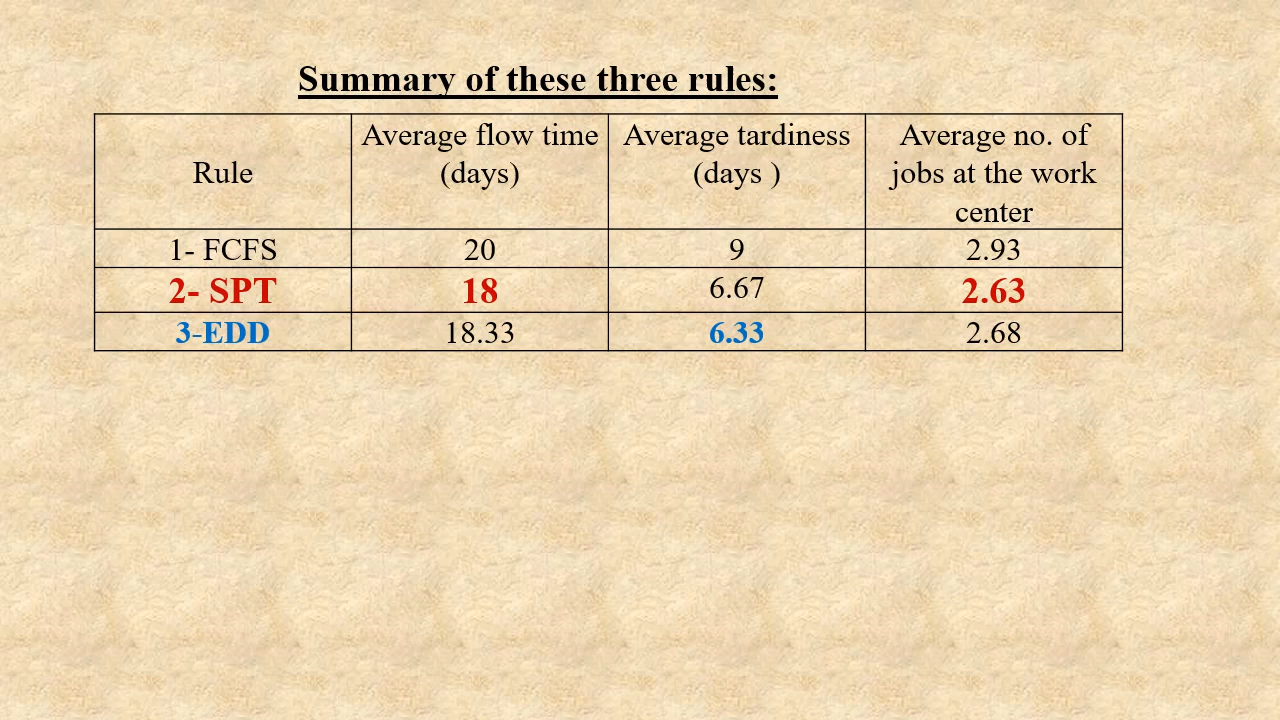 Summary of these three rules:
Rule
Average flow time
(days)
Average tardiness
(days )
Average no. of
jobs at the work
center
1- FCFS 20 9 2.93
2- SPT 18 6.67 2.63
3-EDD 18.33 6.33 2.68